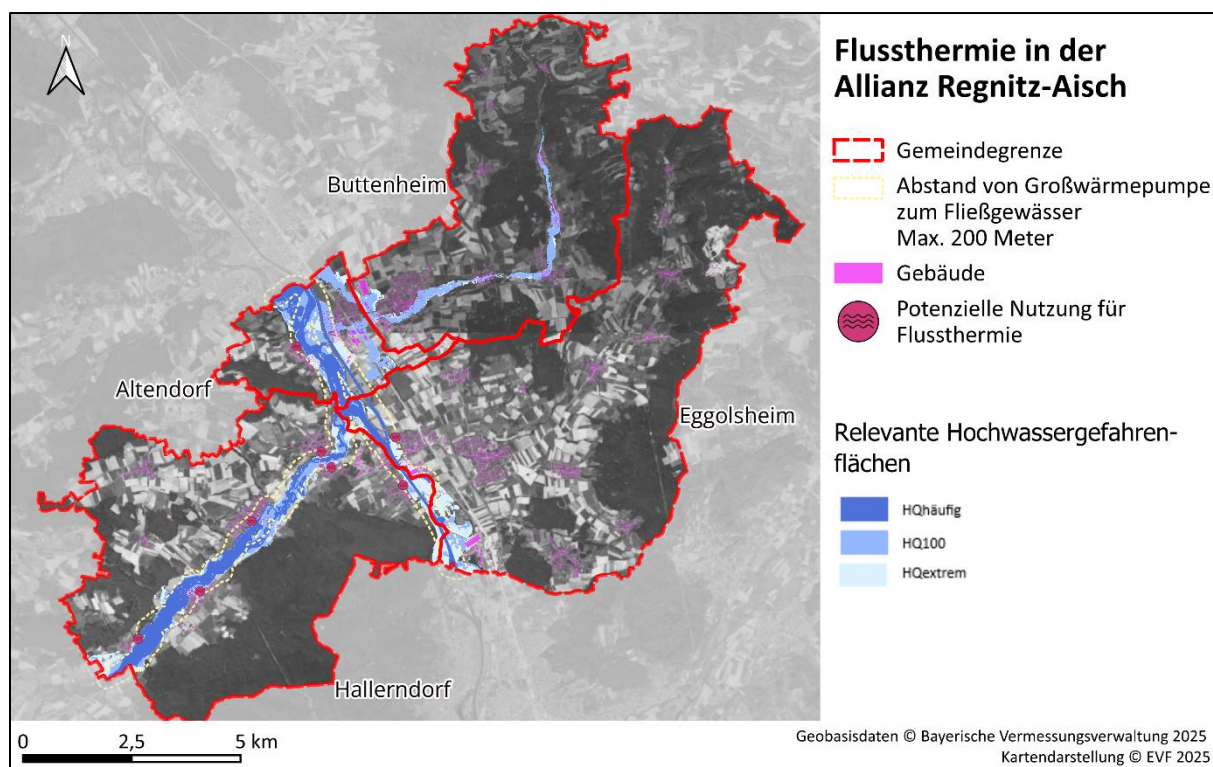 Flussthermie in der
Allianz Regnitz-Aisch
Gemeindegrenze
Abstand von Großwärmepumpe
zum Fließgewässer
Max. 200 Meter
Gebäude
Potenzielle Nutzung für
Flussthermie
Relevante Hochwassergefahren-
flächen
HQhäufig
HQ100
HQextrem
N
Buttenheim
Altendorf
Eggolsheim
Hallerndorf
0 2,5 5 km
Geobasisdaten © Bayerische Vermessungsverwaltung 2025
Kartendarstellung © EVF 2025